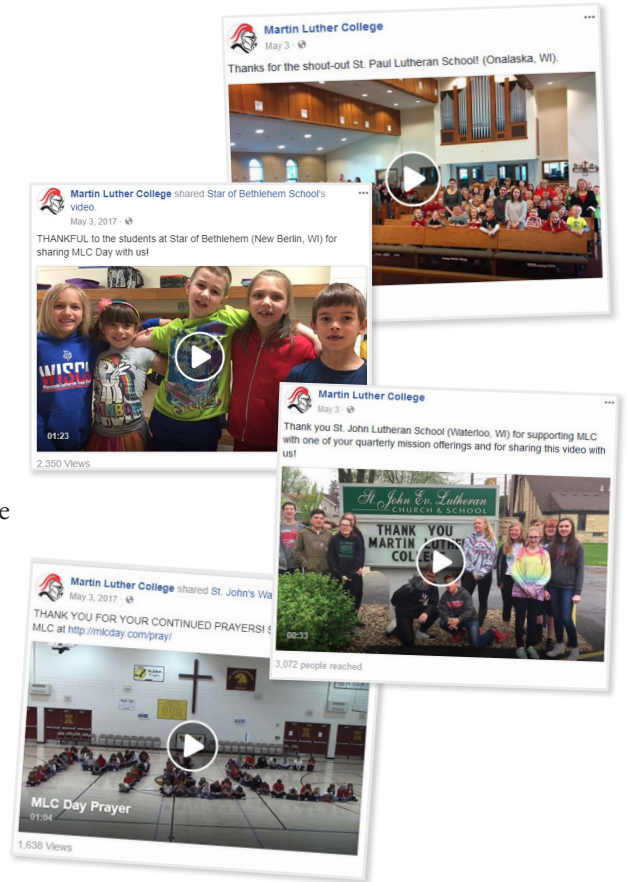 Martin Luther College
May 3
Thanks for the shout-out St. Paul Lutheran School! (Onalaska, WI).
Martin Luther College shared Star of Bethlehem School's
video.
May 3, 2017
THANKFUL to the students at Star of Bethlehem (New Berlin, WI) for
sharing MLC Day with us!
01:23
2,350 Views
Martin Luther College
May 3
Thank you St. John Lutheran School (Waterloo, WI) for supporting MLC
with one of your quarterly mission offerings and for sharing this video with
us!
St. John Ev. Lutheran
CHURCH & SCHOOL
THANK YOU
MARTIN LUTHE
COLLE
00:33
3,072 people reached
e
Martin Luther College shared St. John's Wa
May 3, 2017
THANK YOU FOR YOUR CONTINUED PRAYERS! S
MLC at http://mlcday.com/pray/
MLC Day Prayer
01:04
1,638 Views